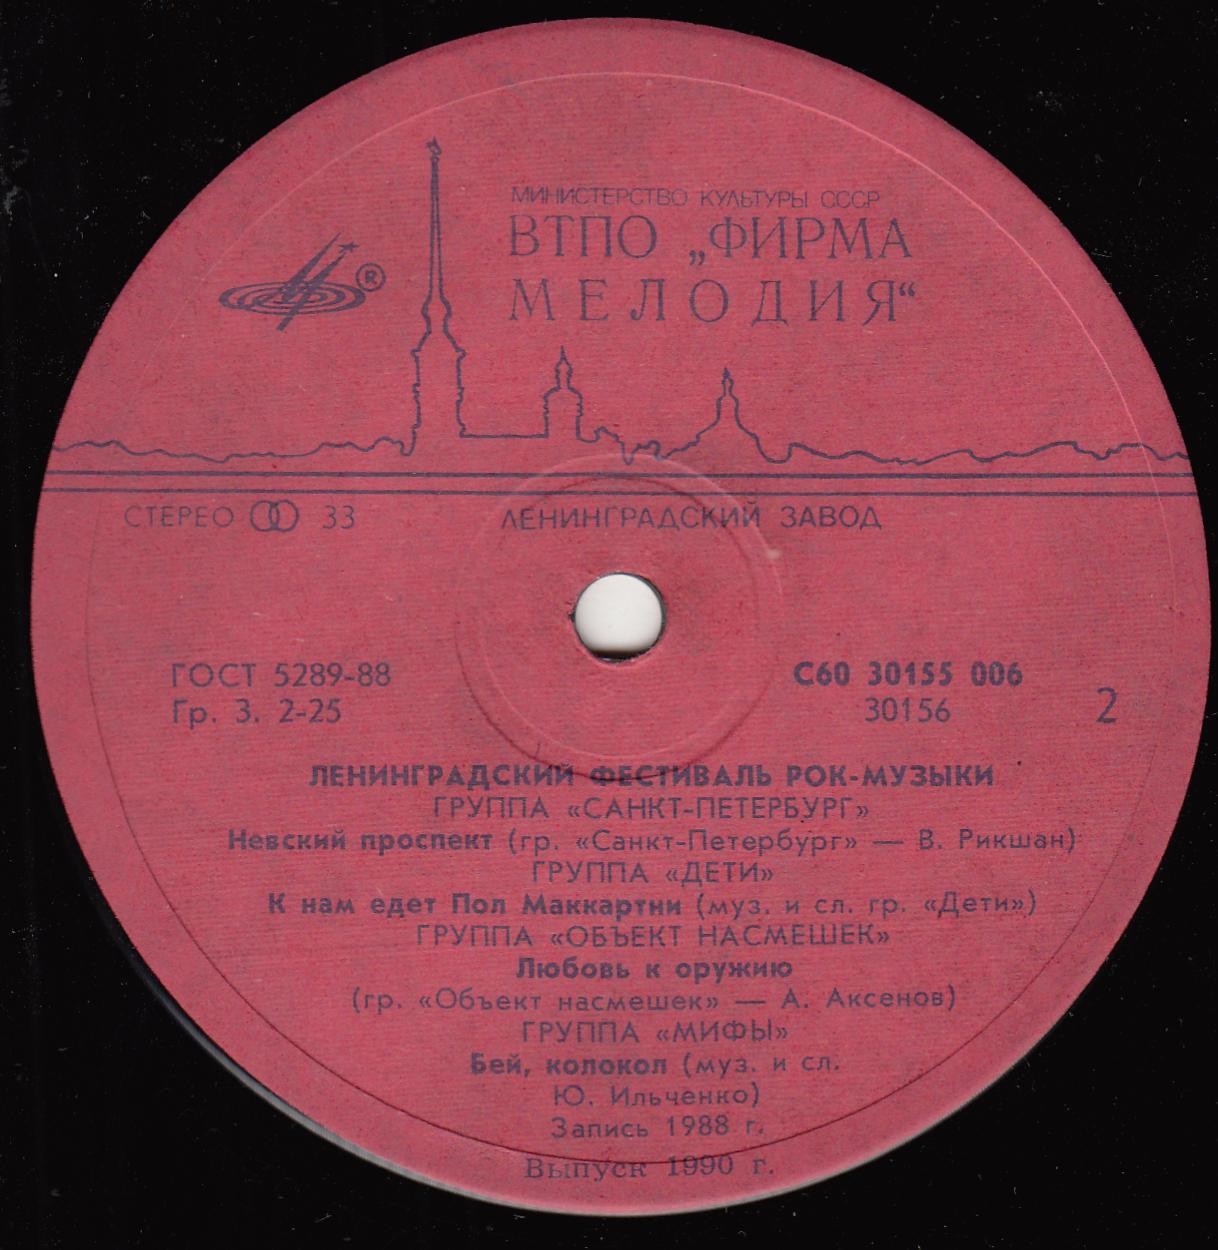 МИНИСТЕРСТВО КУЛЬТУРЫ СССР
ВТПО „ФИРМА
МЕЛОДИЯ“
®
СТЕРЕО 33
ЛЕНИНГРАДСКИЙ ЗАВОД
ГОСТ 5289-88
Гр. 3. 2-25
С60 30155 006
30156
2
ЛЕНИНГРАДСКИЙ ФЕСТИВАЛЬ РОК-МУЗЫКИ
ГРУППА «САНКТ-ПЕТЕРБУРГ»
Невский проспект (гр. «Санкт-Петербург» — В. Рикшан)
ГРУППА «ДЕТИ»
К нам едет Пол Маккартни (муз. и сл. гр. «Дети»)
ГРУППА «ОБЪЕКТ НАСМЕШЕК»
Любовь к оружию
(гр. «Объект насмешек» — А. Аксенов)
ГРУППА «МИФЫ»
Бей, колокол (муз. и сл.
Ю. Ильченко)
Запись 1988 г.
Выпуск 1990 г.